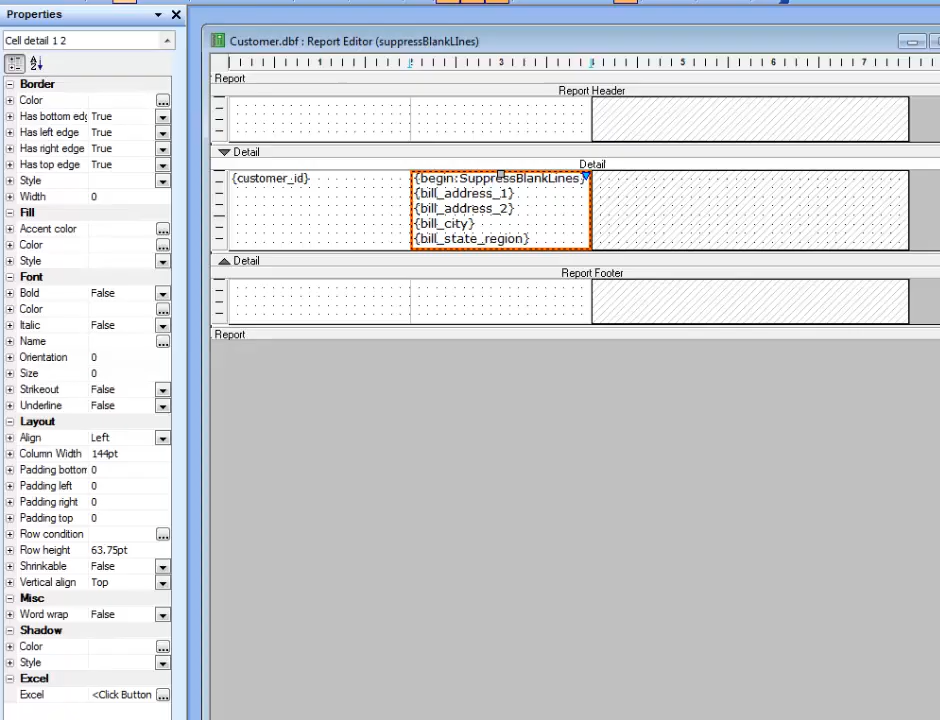 Properties
Cell detail 1 2
Border
Color
Has bottom edg True
Has left edge True
Has right edge True
Has top edge True
Style
Width 0
Fill
Accent color
Color
Style
Font
Bold False
Color
Italic False
Name
Orientation 0
Size 0
Strikeout False
Underline False
Layout
Align Left
Column Width 144pt
Padding bottom 0
Padding left 0
Padding right 0
Padding top 0
Row condition
Row height 63.75pt
Shrinkable False
Vertical align Top
Misc
Word wrap False
Shadow
Color
Style
Excel
Excel <Click Button
Customer.dbf : Report Editor (suppressBlankLInes)
1 2 3 4 5 6 7
Report
Report Header
Detail
Detail
{customer_id}
{begin:SuppressBlankLines}
{bill_address_1}
{bill_address_2}
{bill_city}
{bill_state_region}
Detail
Report Footer
Report